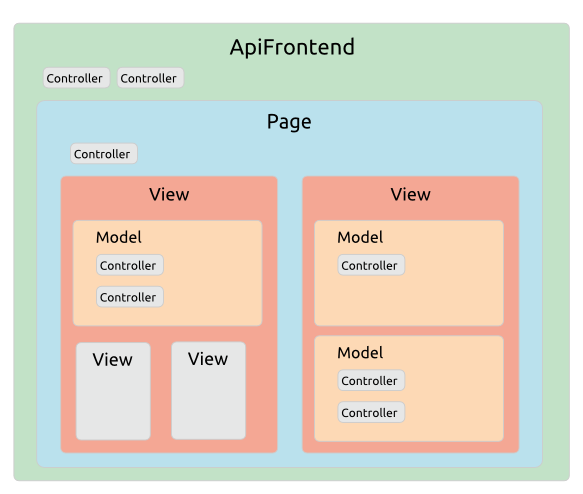 ApiFrontend
Controller Controller
Page
Controller
View
Model
Controller
Controller
View View
View
Model
Controller
Model
Controller
Controller